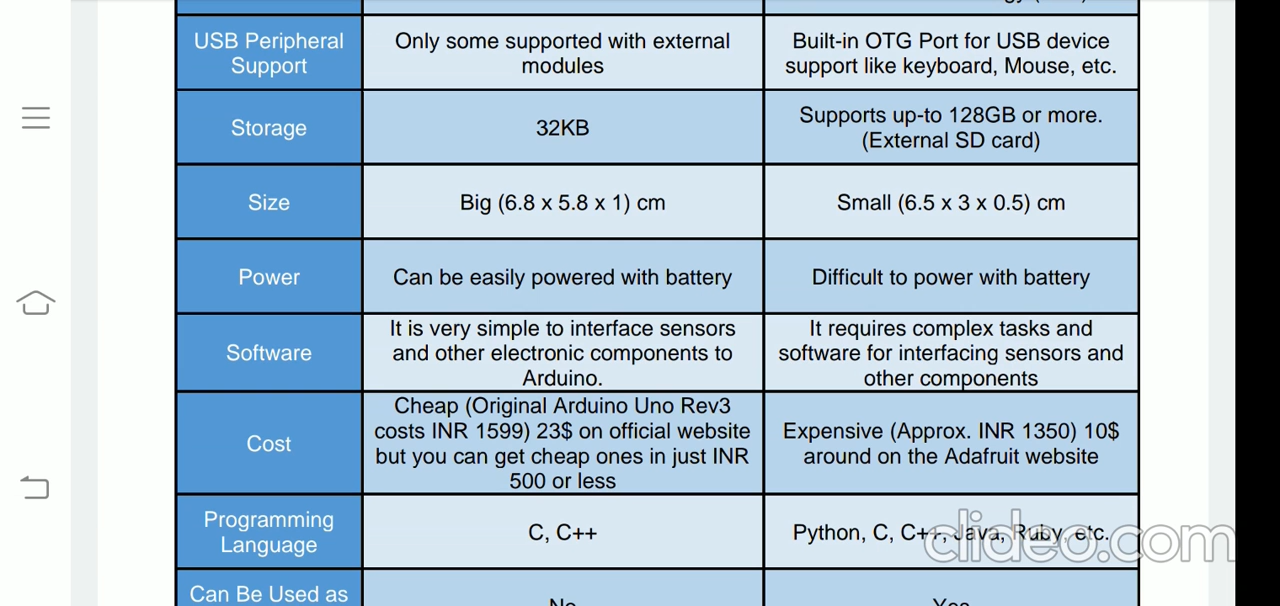 USB Peripheral
Support
Only some supported with external
modules
Built-in OTG Port for USB device
support like keyboard, Mouse, etc.
Storage
32KB
Supports up-to 128GB or more.
(External SD card)
Size
Big (6.8 x 5.8 x 1) cm
Small (6.5 x 3 x 0.5) cm
Power
Can be easily powered with battery
Difficult to power with battery
Software
It is very simple to interface sensors
and other electronic components to
Arduino.
It requires complex tasks and
software for interfacing sensors and
other components
Cost
Cheap (Original Arduino Uno Rev3
costs INR 1599) 23$ on official website
but you can get cheap ones in just INR
500 or less
Expensive (Approx. INR 1350) 10$
around on the Adafruit website
Programming
Language
C, C++
Python, C, C++, Java, Ruby, etc.
clideo.com
Can Be Used as
No
Yes